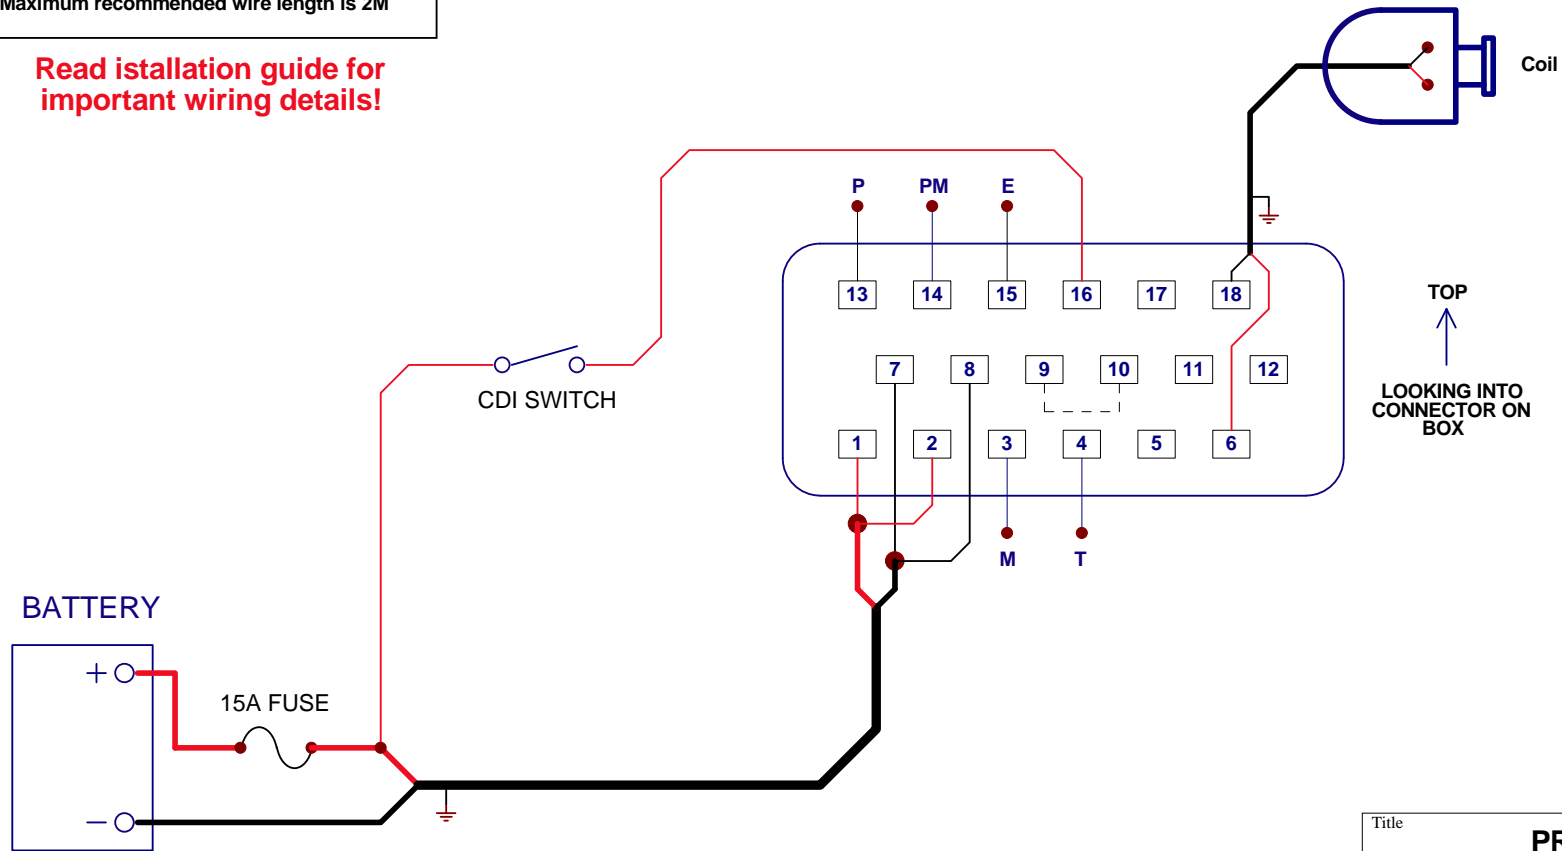 Maximum recommended wire length is 2M
Read istallation guide for
important wiring details!
Coil
P PM E
13 14 15 16 17 18
TOP
7 8 9 10 11 12
CDI SWITCH
LOOKING INTO
CONNECTOR ON
BOX
1 2 3 4 5 6
M T
BATTERY
+
15A FUSE
−
Title
PR